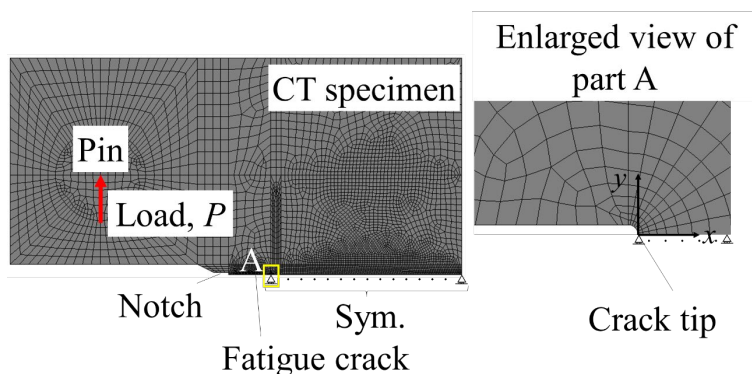 CT specimen
Pin
Load, P
A
Notch
Sym.
Fatigue crack
Enlarged view of
part A
y
x
Crack tip